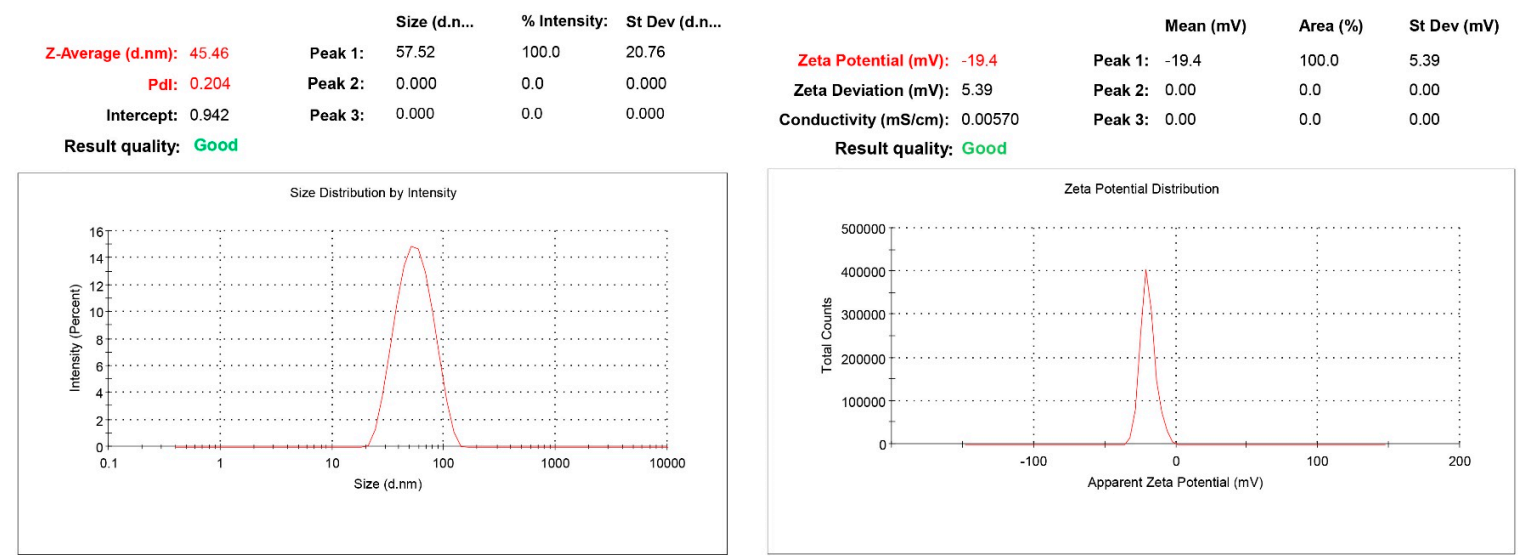 Size (d.n... % Intensity: St Dev (d.n...
Z-Average (d.nm): 45.46 Peak 1: 57.52 100.0 20.76
PdI: 0.204 Peak 2: 0.000 0.0 0.000
Intercept: 0.942 Peak 3: 0.000 0.0 0.000
Result quality: Good
Size Distribution by Intensity
Intensity (Percent)
16
14
12
10
8
6
4
2
0
0.1 1 10 100 1000 10000
Size (d.nm)
Mean (mV) Area (%) St Dev (mV)
Zeta Potential (mV): -19.4 Peak 1: -19.4 100.0 5.39
Zeta Deviation (mV): 5.39 Peak 2: 0.00 0.0 0.00
Conductivity (mS/cm): 0.00570 Peak 3: 0.00 0.0 0.00
Result quality: Good
Zeta Potential Distribution
Total Counts
500000
400000
300000
200000
100000
0
-100 0 100 200
Apparent Zeta Potential (mV)